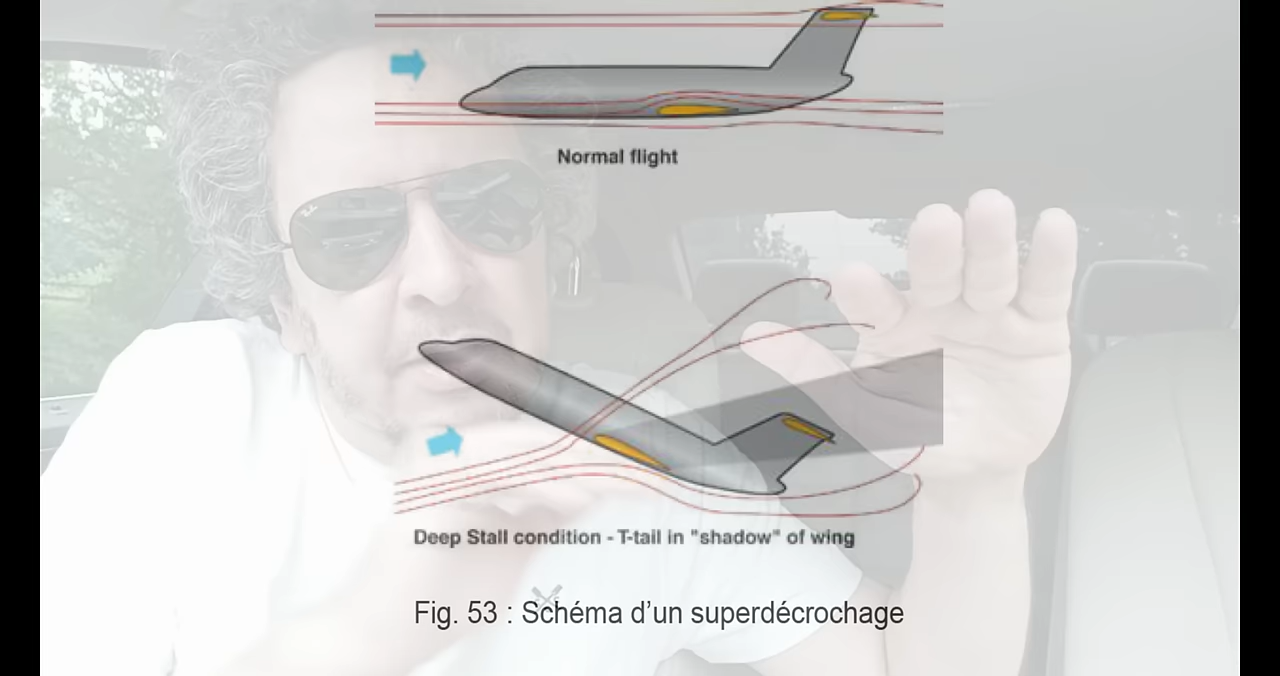 Normal flight
Deep Stall condition - T-tail in "shadow" of wing
Fig. 53 : Schéma d’un superdécrochage